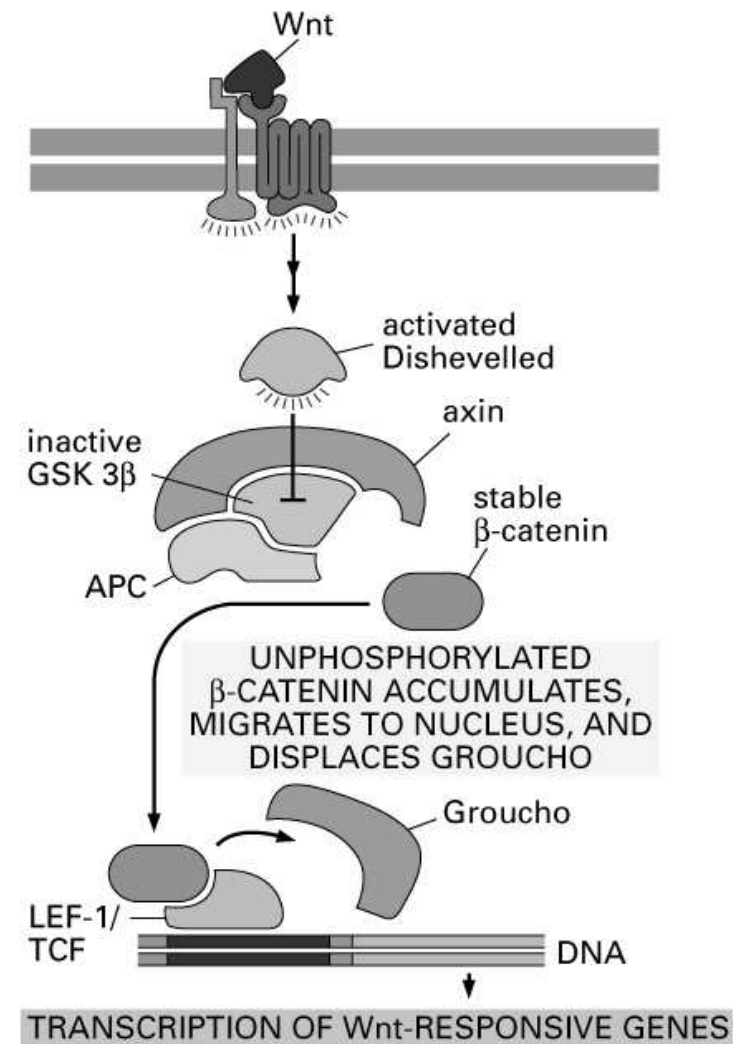 Wnt
activated
Dishevelled
axin
inactive
GSK 3β
stable
β-catenin
APC
UNPHOSPHORYLATED
β-CATENIN ACCUMULATES,
MIGRATES TO NUCLEUS, AND
DISPLACES GROUCHO
Groucho
LEF-1/
TCF
DNA
TRANSCRIPTION OF Wnt-RESPONSIVE GENES